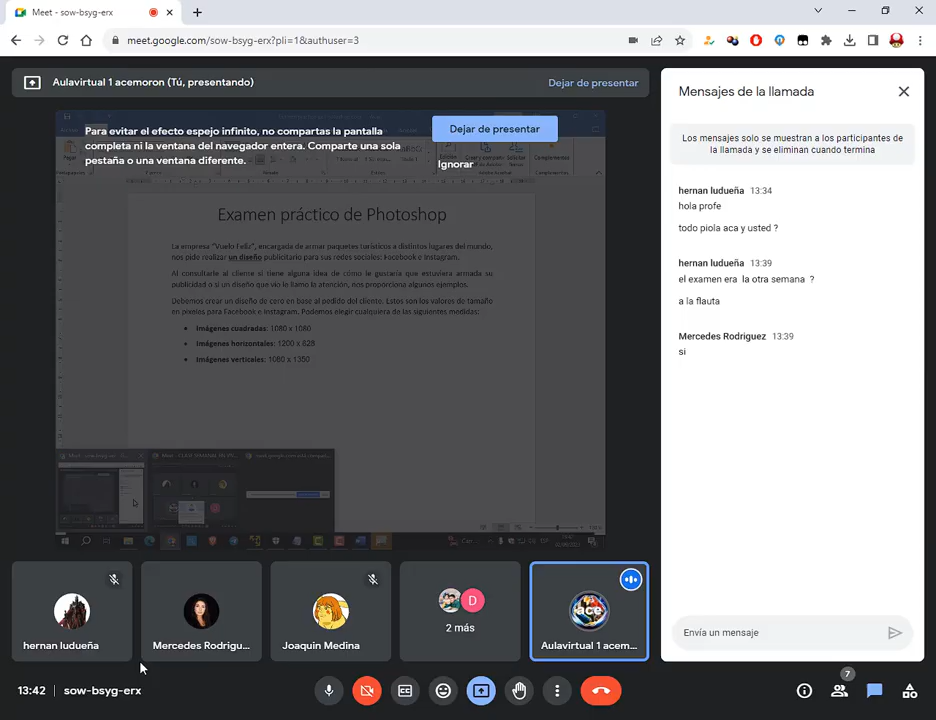 Meet - sow-bsyg-erx
meet.google.com/sow-bsyg-erx?pli=1&authuser=3
Aulavirtual 1 acemoron (Tú, presentando)
Dejar de presentar
Para evitar el efecto espejo infinito, no compartas la pantalla
completa ni la ventana del navegador entera. Comparte una sola
pestaña o una ventana diferente.
Dejar de presentar
Ignorar
Examen práctico de Photoshop
La empresa "Vuelo Feliz", encargada de armar paquetes turísticos a distintos lugares del mundo,
nos pide realizar un diseño publicitario para sus redes sociales: Facebook e Instagram.
Al consultarle al cliente si tiene alguna idea de cómo le gustaría que estuviera armada su
publicidad o si un diseño que vio le llamo la atención, nos proporciona algunos ejemplos.
Debemos crear un diseño de cero en base al pedido del cliente. Estos son los valores de tamaño
en píxeles para Facebook e Instagram. Podemos elegir cualquiera de las siguientes medidas:
Imágenes cuadradas: 1080 x 1080
Imágenes horizontales: 1200 x 628
Imágenes verticales: 1080 x 1350
hernan ludueña
Mercedes Rodrigu...
Joaquin Medina
D
2 más
ace
Aulavirtual 1 acem...
13:42 | sow-bsyg-erx
7
Mensajes de la llamada
Los mensajes solo se muestran a los participantes de
la llamada y se eliminan cuando termina
hernan ludueña 13:34
hola profe
todo piola aca y usted ?
hernan ludueña 13:39
el examen era la otra semana ?
a la flauta
Mercedes Rodriguez 13:39
si
Envía un mensaje